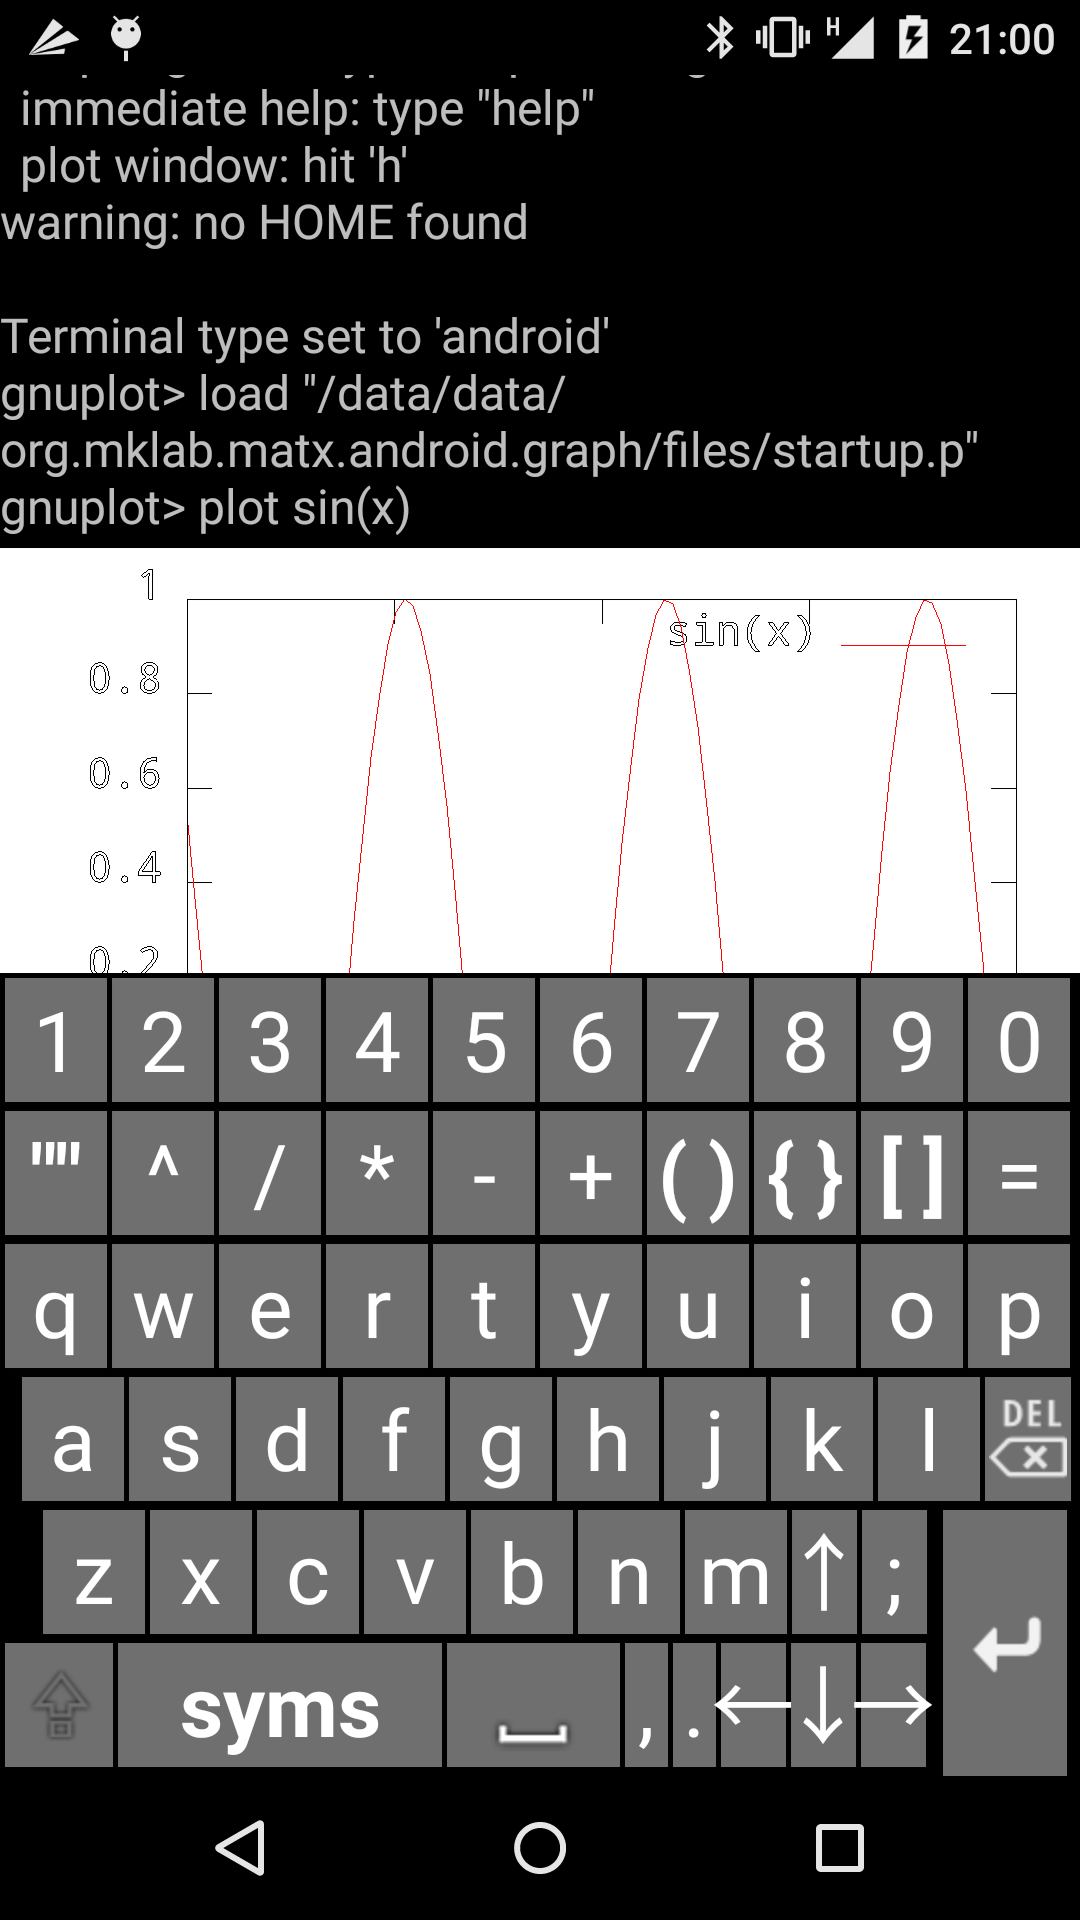 H 21:00
immediate help: type "help"
plot window: hit 'h'
warning: no HOME found
Terminal type set to 'android'
gnuplot> load "/data/data/
org.mklab.matx.android.graph/files/startup.p"
gnuplot> plot sin(x)
1
sin(x)
0.8
0.6
0.4
0.2
1 2 3 4 5 6 7 8 9 0
"" ^ / * - + ( ) { } [ ] =
q w e r t y u i o p
a s d f g h j k l DEL
z x c v b n m ↑ ;
syms , . ← ↓ →